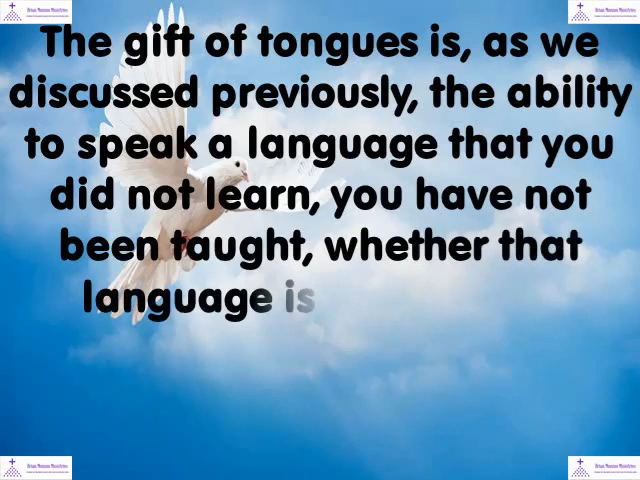 The gift of tongues is, as we
discussed previously, the ability
to speak a language that you
did not learn, you have not
been taught, whether that
language is